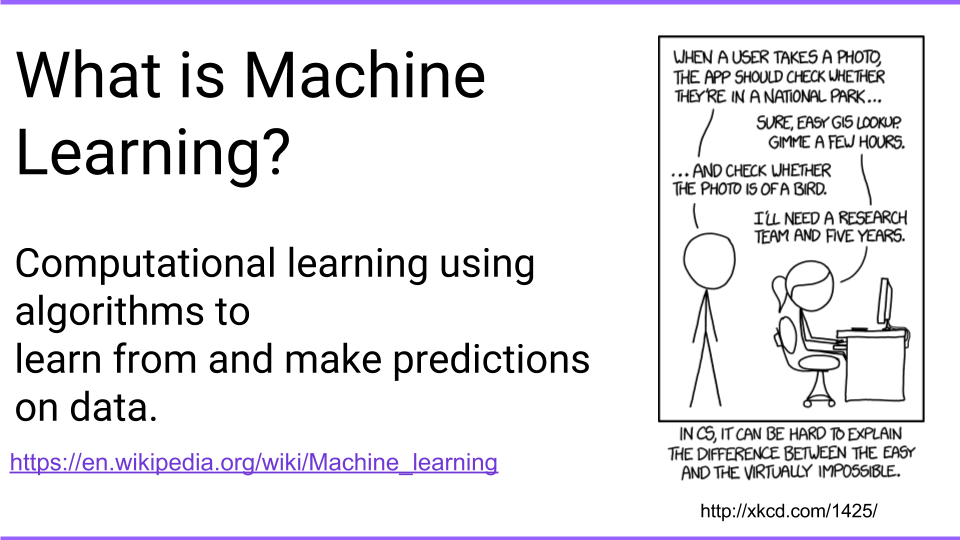 What is Machine
Learning?
Computational learning using
algorithms to
learn from and make predictions
on data.
https://en.wikipedia.org/wiki/Machine_learning
WHEN A USER TAKES A PHOTO,
THE APP SHOULD CHECK WHETHER
THEY'RE IN A NATIONAL PARK...
SURE, EASY GIS LOOKUP.
GIMME A FEW HOURS.
...AND CHECK WHETHER
THE PHOTO IS OF A BIRD.
I'LL NEED A RESEARCH
TEAM AND FIVE YEARS.
IN CS, IT CAN BE HARD TO EXPLAIN
THE DIFFERENCE BETWEEN THE EASY
AND THE VIRTUALLY IMPOSSIBLE.
http://xkcd.com/1425/